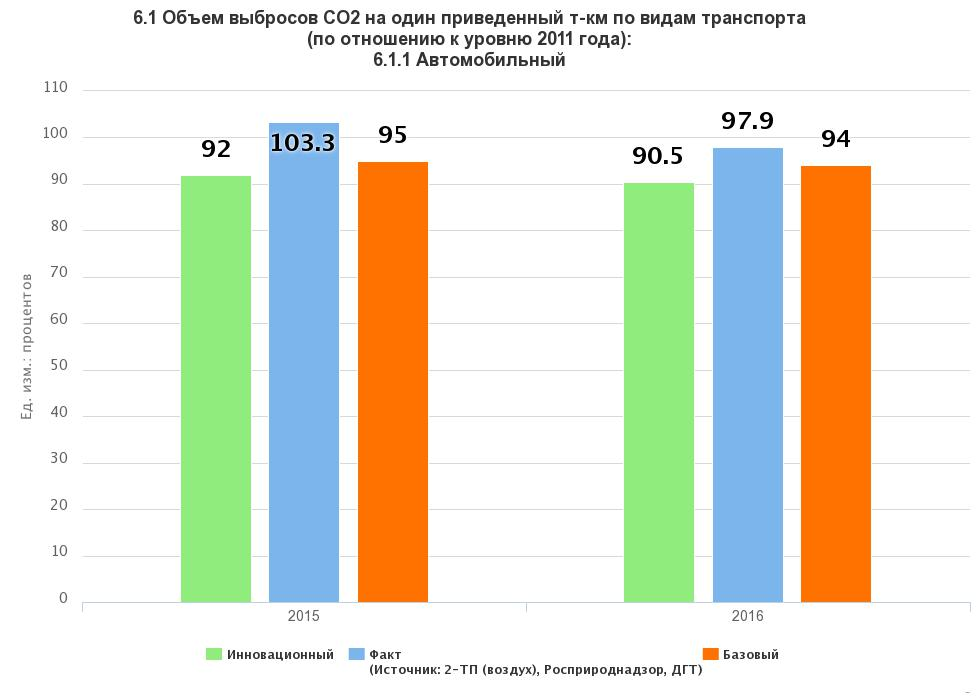 6.1 Объем выбросов CO2 на один приведенный т-км по видам транспорта
(по отношению к уровню 2011 года):
6.1.1 Автомобильный
Ед. изм.: процентов
110
100
90
80
70
60
50
40
30
20
10
0
92
103.3
95
90.5
97.9
94
2015
2016
Инновационный
Факт
(Источник: 2-ТП (воздух), Росприроднадзор, ДГТ)
Базовый